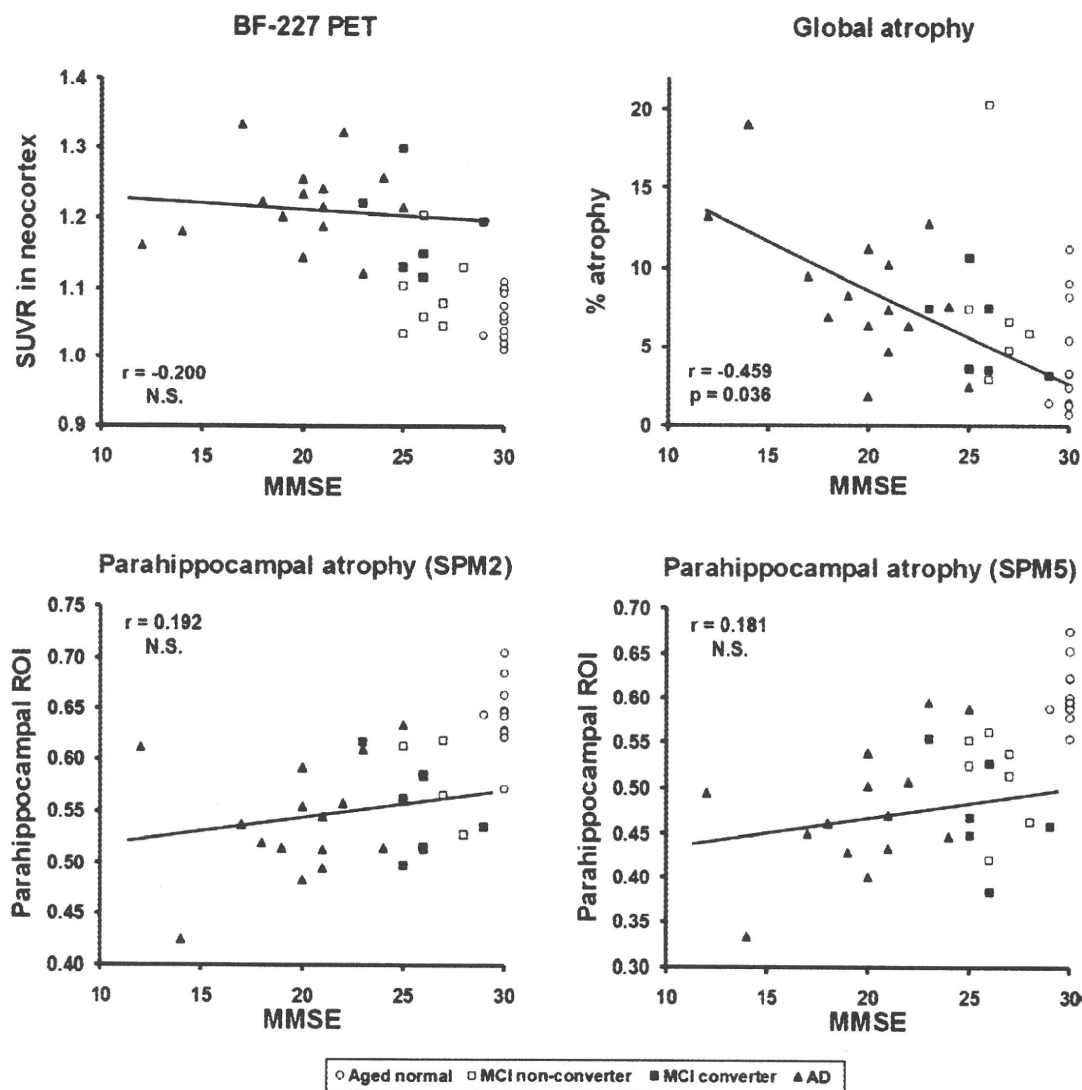 BF-227 PET
SUVR in neocortex
1.4
1.3
1.2
1.1
1.0
0.9
r = -0.200
N.S.
10 15 20 25 30
MMSE
Global atrophy
% atrophy
20
15
10
5
0
r = -0.459
p = 0.036
10 15 20 25 30
MMSE
Parahippocampal atrophy (SPM2)
Parahippocampal ROI
0.75
0.70
0.65
0.60
0.55
0.50
0.45
0.40
r = 0.192
N.S.
10 15 20 25 30
MMSE
Parahippocampal atrophy (SPM5)
Parahippocampal ROI
0.70
0.65
0.60
0.55
0.50
0.45
0.40
0.35
0.30
r = 0.181
N.S.
10 15 20 25 30
MMSE
Aged normal MCI non-converter MCI converter AD